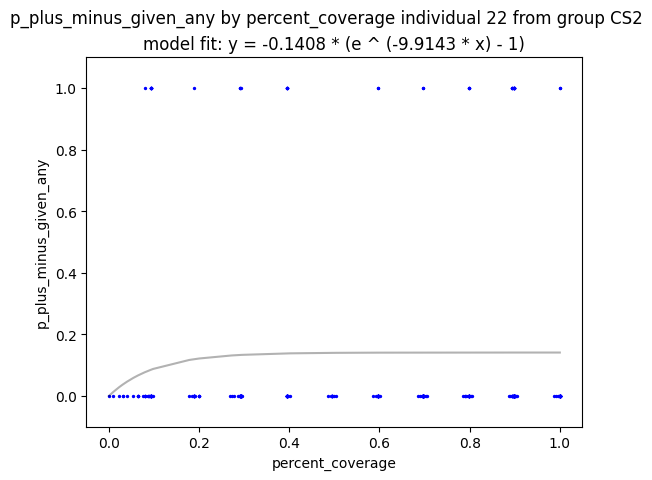 p_plus_minus_given_any by percent_coverage individual 22 from group CS2
model fit: y = -0.1408 * (e ^ (-9.9143 * x) - 1)
1.0
0.8
0.6
0.4
0.2
0.0
p_plus_minus_given_any
0.0 0.2 0.4 0.6 0.8 1.0
percent_coverage